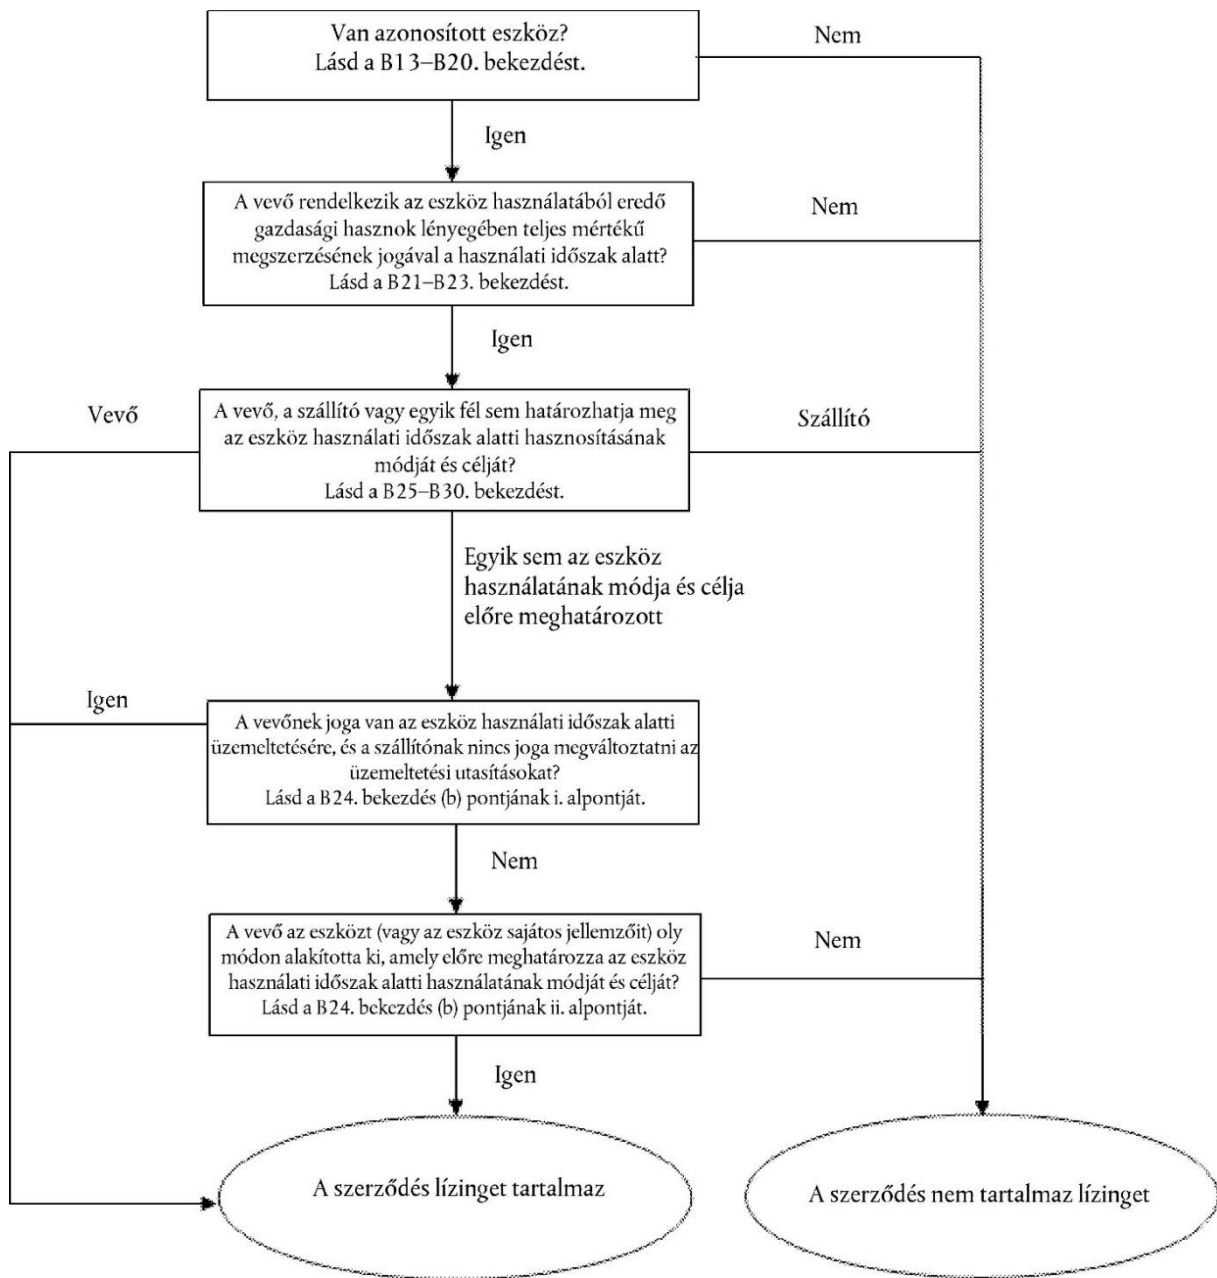 Van azonosított eszköz?
Lásd a B13–B20. bekezdést.
Nem
Igen
A vevő rendelkezik az eszköz használatából eredő
gazdasági hasznok lényegében teljes mértékű
megszerzésének jogával a használati időszak alatt?
Lásd a B21–B23. bekezdést.
Nem
Igen
Vevő
A vevő, a szállító vagy egyik fél sem határozhatja meg
az eszköz használati időszak alatti hasznosításának
módját és célját?
Lásd a B25–B30. bekezdést.
Szállító
Egyik sem az eszköz
használatának módja és célja
előre meghatározott
Igen
A vevőnek joga van az eszköz használati időszak alatti
üzemeltetésére, és a szállítónak nincs joga megváltoztatni az
üzemeltetési utasításokat?
Lásd a B24. bekezdés (b) pontjának i. alpontját.
Nem
A vevő az eszközt (vagy az eszköz sajátos jellemzőit) oly
módon alakította ki, amely előre meghatározza az eszköz
használati időszak alatti használatának módját és célját?
Lásd a B24. bekezdés (b) pontjának ii. alpontját.
Nem
Igen
A szerződés lízinget tartalmaz
A szerződés nem tartalmaz lízinget